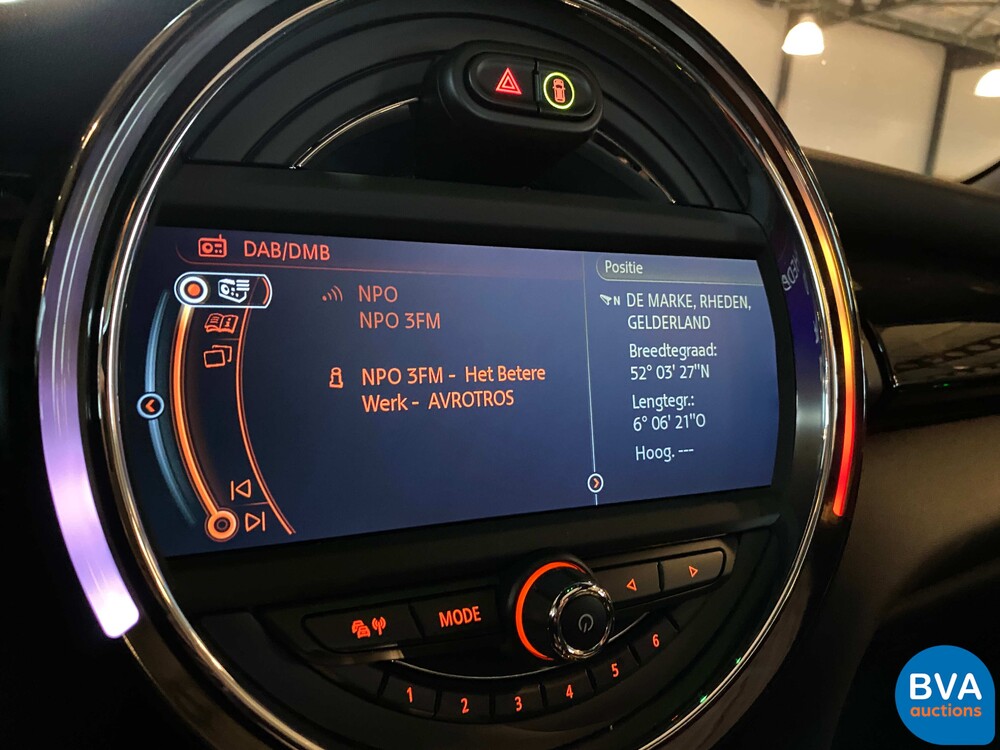 DAB/DMB
NPO
NPO 3FM
NPO 3FM - Het Betere
Werk - AVROTROS
Positie
N DE MARKE, RHEDEN,
GELDERLAND
Breedtegraad:
52° 03' 27"N
Lengtegr.:
6° 06' 21"O
Hoog. ---
MODE
1 2 3 4 5 6
BVA
auctions